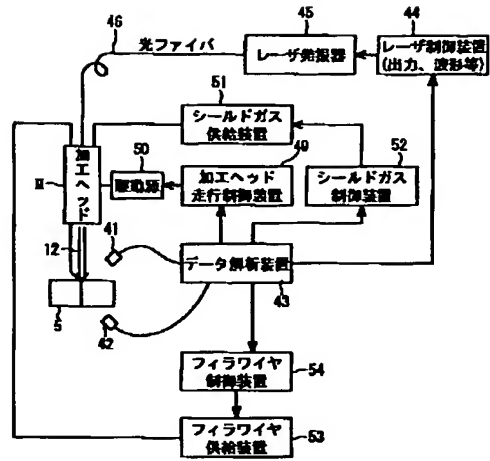 46
光ファイバ
45
レーザ発振器
44
レーザ制御装置
(出力、波形等)
51
シールドガス
供給装置
49
加工ヘッド
走行制御装置
50
駆動源
52
シールドガス
制御装置
加工ヘッド
12
41
データ解析装置
43
5
42
フィラワイヤ
制御装置
54
フィラワイヤ
供給装置
53